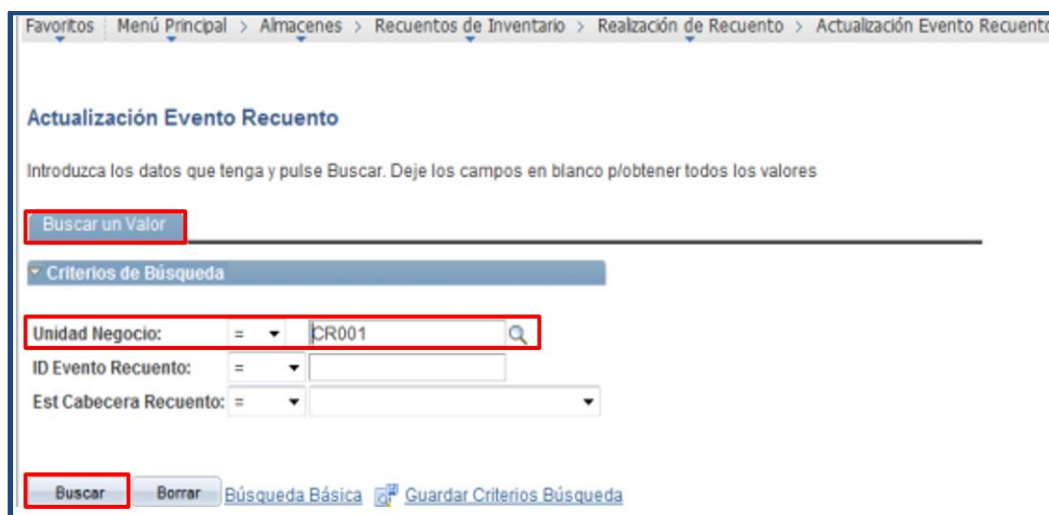 Favoritos Menú Principal > Almacenes > Recuentos de Inventario > Realización de Recuento > Actualización Evento Recuento
Actualización Evento Recuento
Introduzca los datos que tenga y pulse Buscar. Deje los campos en blanco p/obtener todos los valores
Buscar un Valor
Criterios de Búsqueda
Unidad Negocio: = CR001
ID Evento Recuento: =
Est Cabecera Recuento: =
Buscar Borrar Búsqueda Básica Guardar Criterios Búsqueda